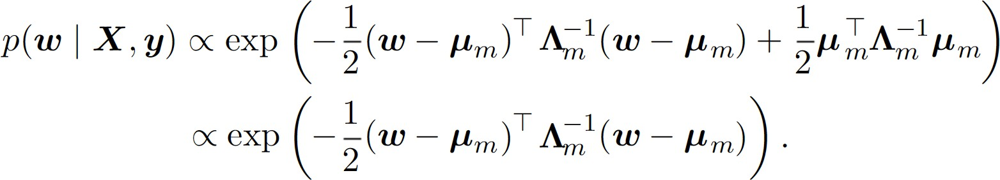 p(w | X, y) ∝ exp (−1/2 (w − μ_m)^⊤ Λ_m^{−1} (w − μ_m) + 1/2 μ_m^⊤ Λ_m^{−1} μ_m)
∝ exp (−1/2 (w − μ_m)^⊤ Λ_m^{−1} (w − μ_m)) .